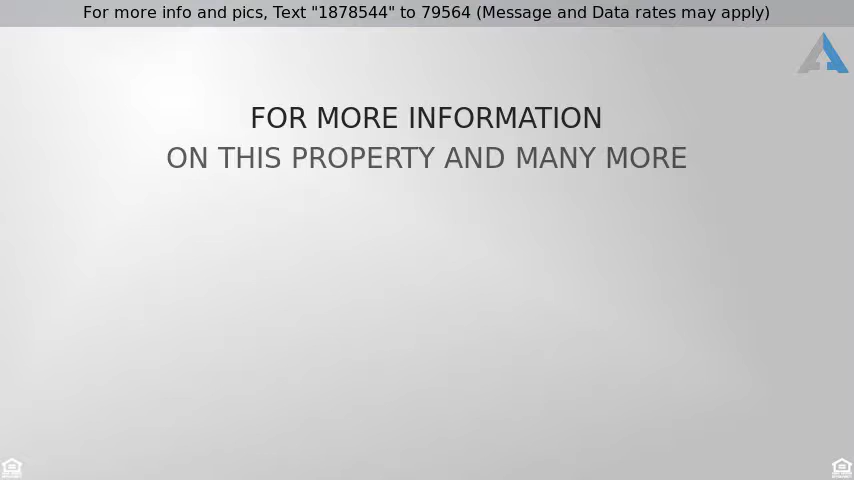 For more info and pics, Text "1878544" to 79564 (Message and Data rates may apply)
FOR MORE INFORMATION
ON THIS PROPERTY AND MANY MORE